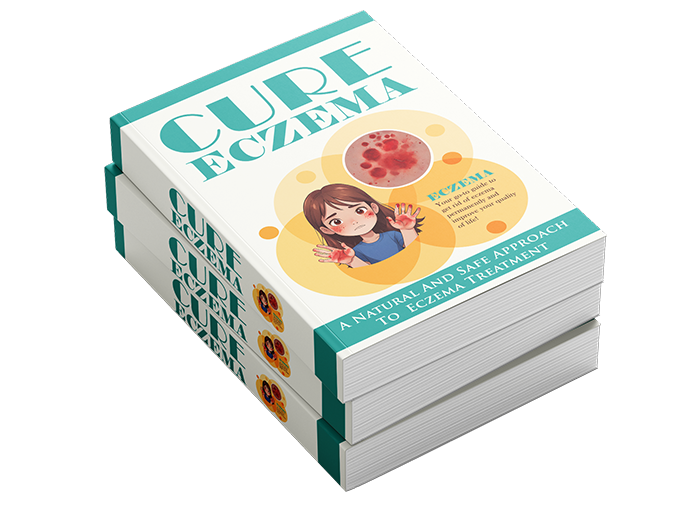 CURE
ECZEMA
ECZEMA
Your go-to guide to
get rid of eczema
permanently and
improve your quality
of life!
A Natural and Safe Approach
To Eczema Treatment
CURE
ECZEMA
CURE
ECZEMA
CURE
ECZEMA